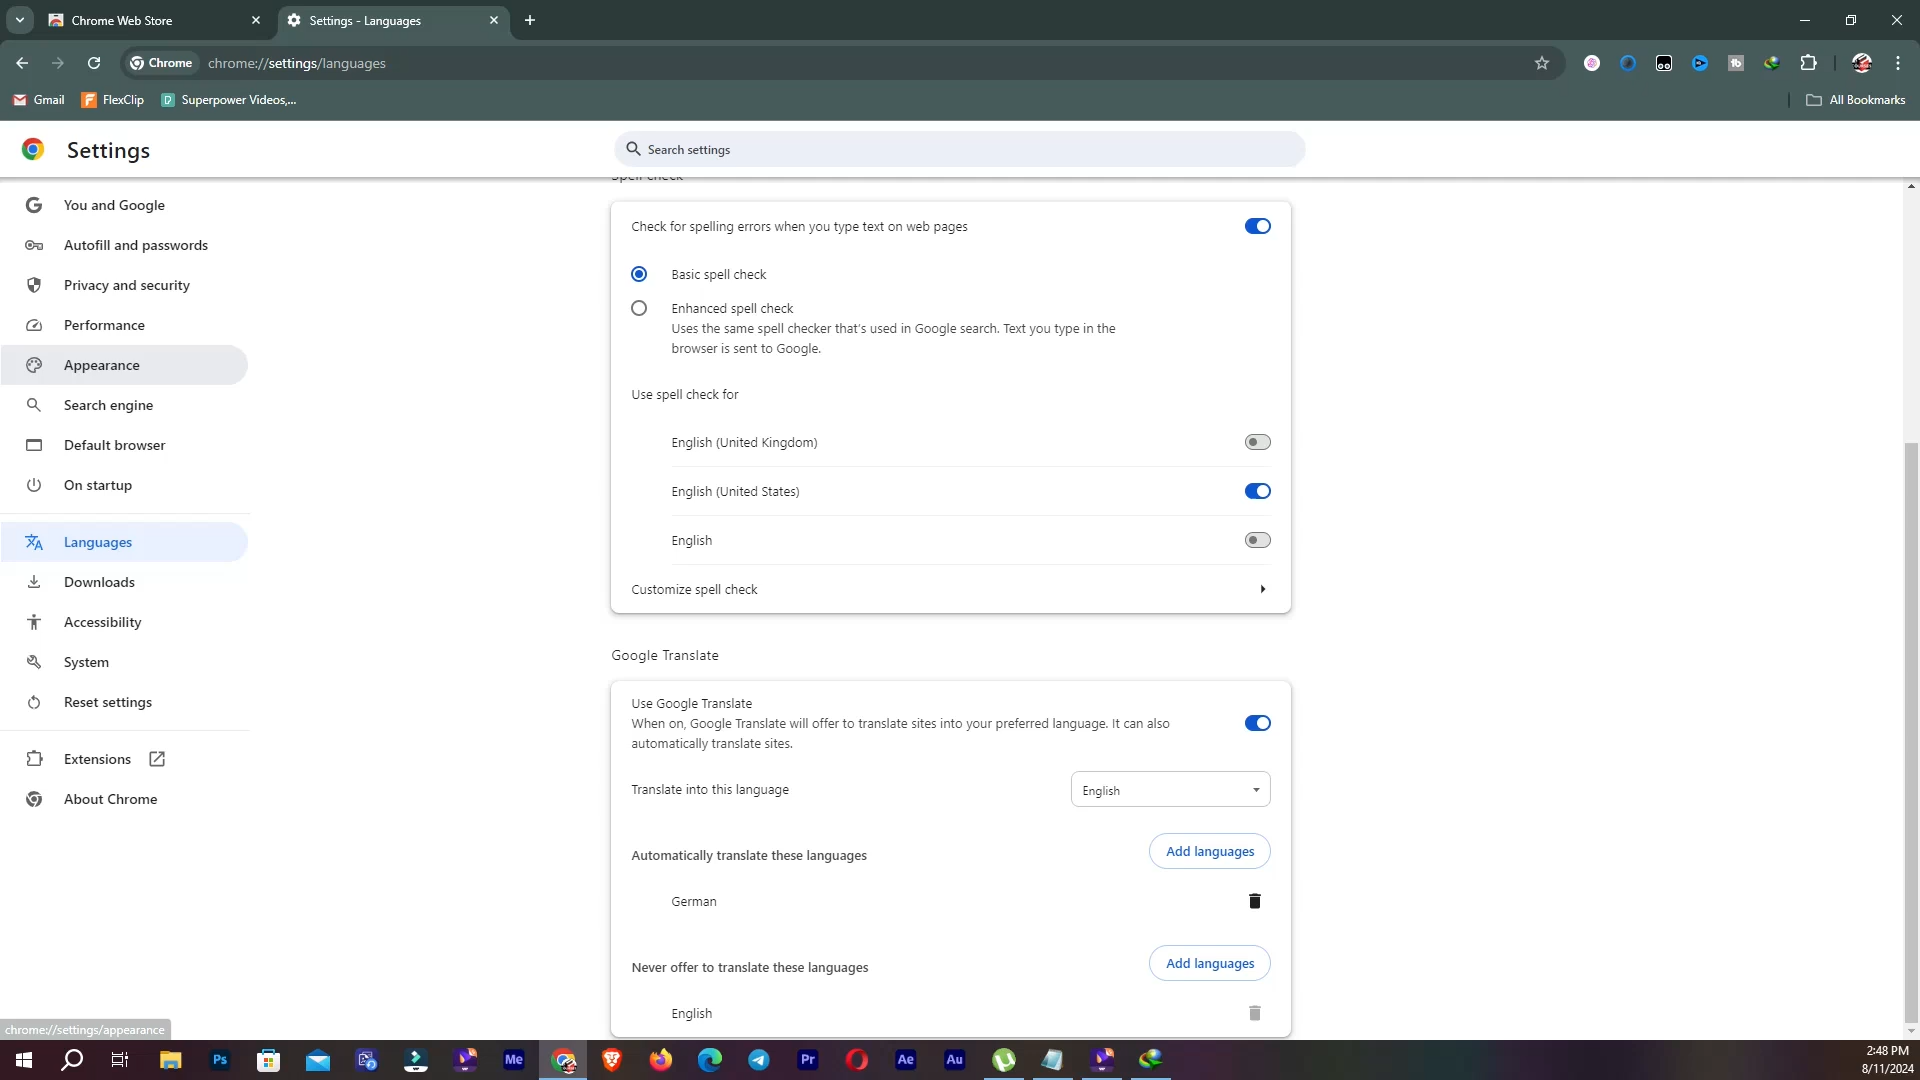 Chrome Web Store
Settings - Languages
Chrome
chrome://settings/languages
Gmail
FlexClip
Superpower Videos,...
All Bookmarks
Settings
Search settings
You and Google
Autofill and passwords
Privacy and security
Performance
Appearance
Search engine
Default browser
On startup
Languages
Downloads
Accessibility
System
Reset settings
Extensions
About Chrome
chrome://settings/appearance
Spell check
Check for spelling errors when you type text on web pages
Basic spell check
Enhanced spell check
Uses the same spell checker that's used in Google search. Text you type in the
browser is sent to Google.
Use spell check for
English (United Kingdom)
English (United States)
English
Customize spell check
Google Translate
Use Google Translate
When on, Google Translate will offer to translate sites into your preferred language. It can also
automatically translate sites.
Translate into this language
English
Automatically translate these languages
Add languages
German
Never offer to translate these languages
Add languages
English
Ps
Me
Pr
Ae
Au
2:48 PM
8/11/2024